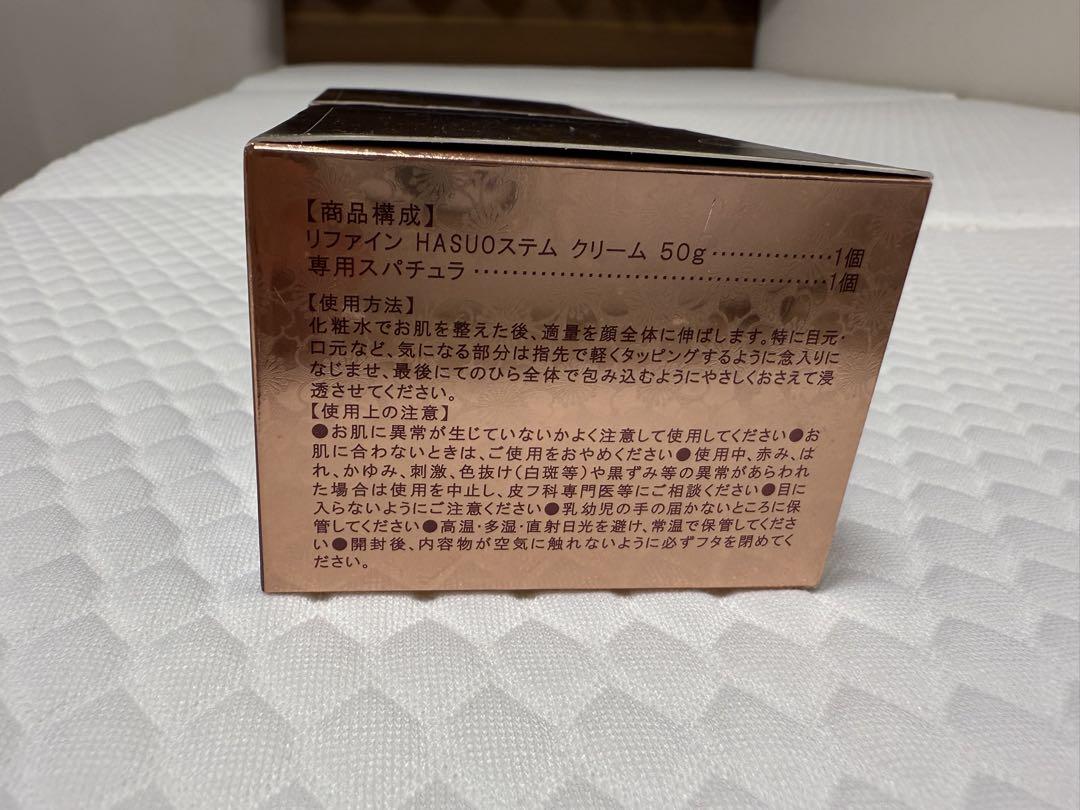 【商品構成】
リファイン HASUOステム クリーム 50g……………1個
専用スパチュラ…………………………………1個
【使用方法】
化粧水でお肌を整えた後、適量を顔全体に伸ばします。特に目元・
口元など、気になる部分は指先で軽くタッピングするように念入りに
なじませ、最後にてのひら全体で包み込むようにやさしくおさえて浸
透させてください。
【使用上の注意】
●お肌に異常が生じていないかよく注意して使用してください●お
肌に合わないときは、ご使用をおやめください●使用中、赤み、は
れ、かゆみ、刺激、色抜け(白斑等)や黒ずみ等の異常があらわれ
た場合は使用を中止し、皮フ科専門医等にご相談ください●目に
入らないようにご注意ください●乳幼児の手の届かないところに保
管してください●高温・多湿・直射日光を避け、常温で保管してくださ
い●開封後、内容物が空気に触れないように必ずフタを閉めてく
ださい。